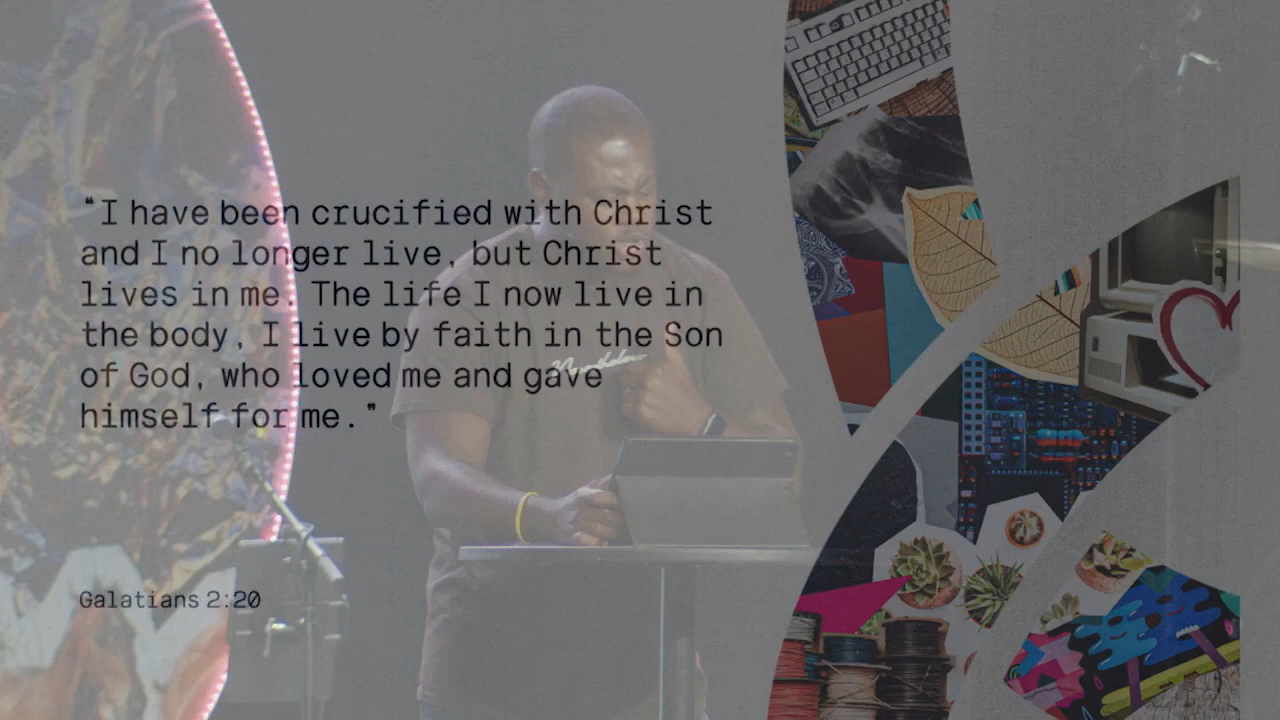 "I have been crucified with Christ
and I no longer live, but Christ
lives in me. The life I now live in
the body, I live by faith in the Son
of God, who loved me and gave
himself for me."
Galatians 2:20